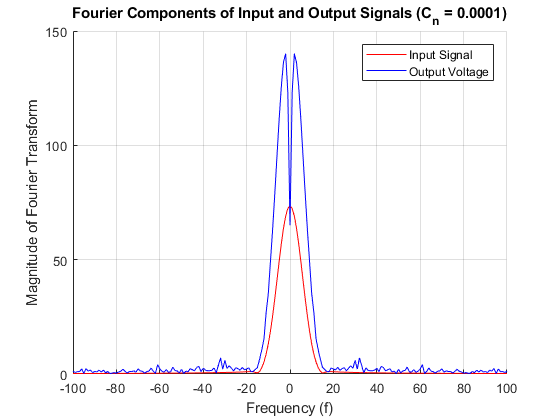 Fourier Components of Input and Output Signals (Cn = 0.0001)
Input Signal
Output Voltage
Magnitude of Fourier Transform
150
100
50
0
-100 -80 -60 -40 -20 0 20 40 60 80 100
Frequency (f)